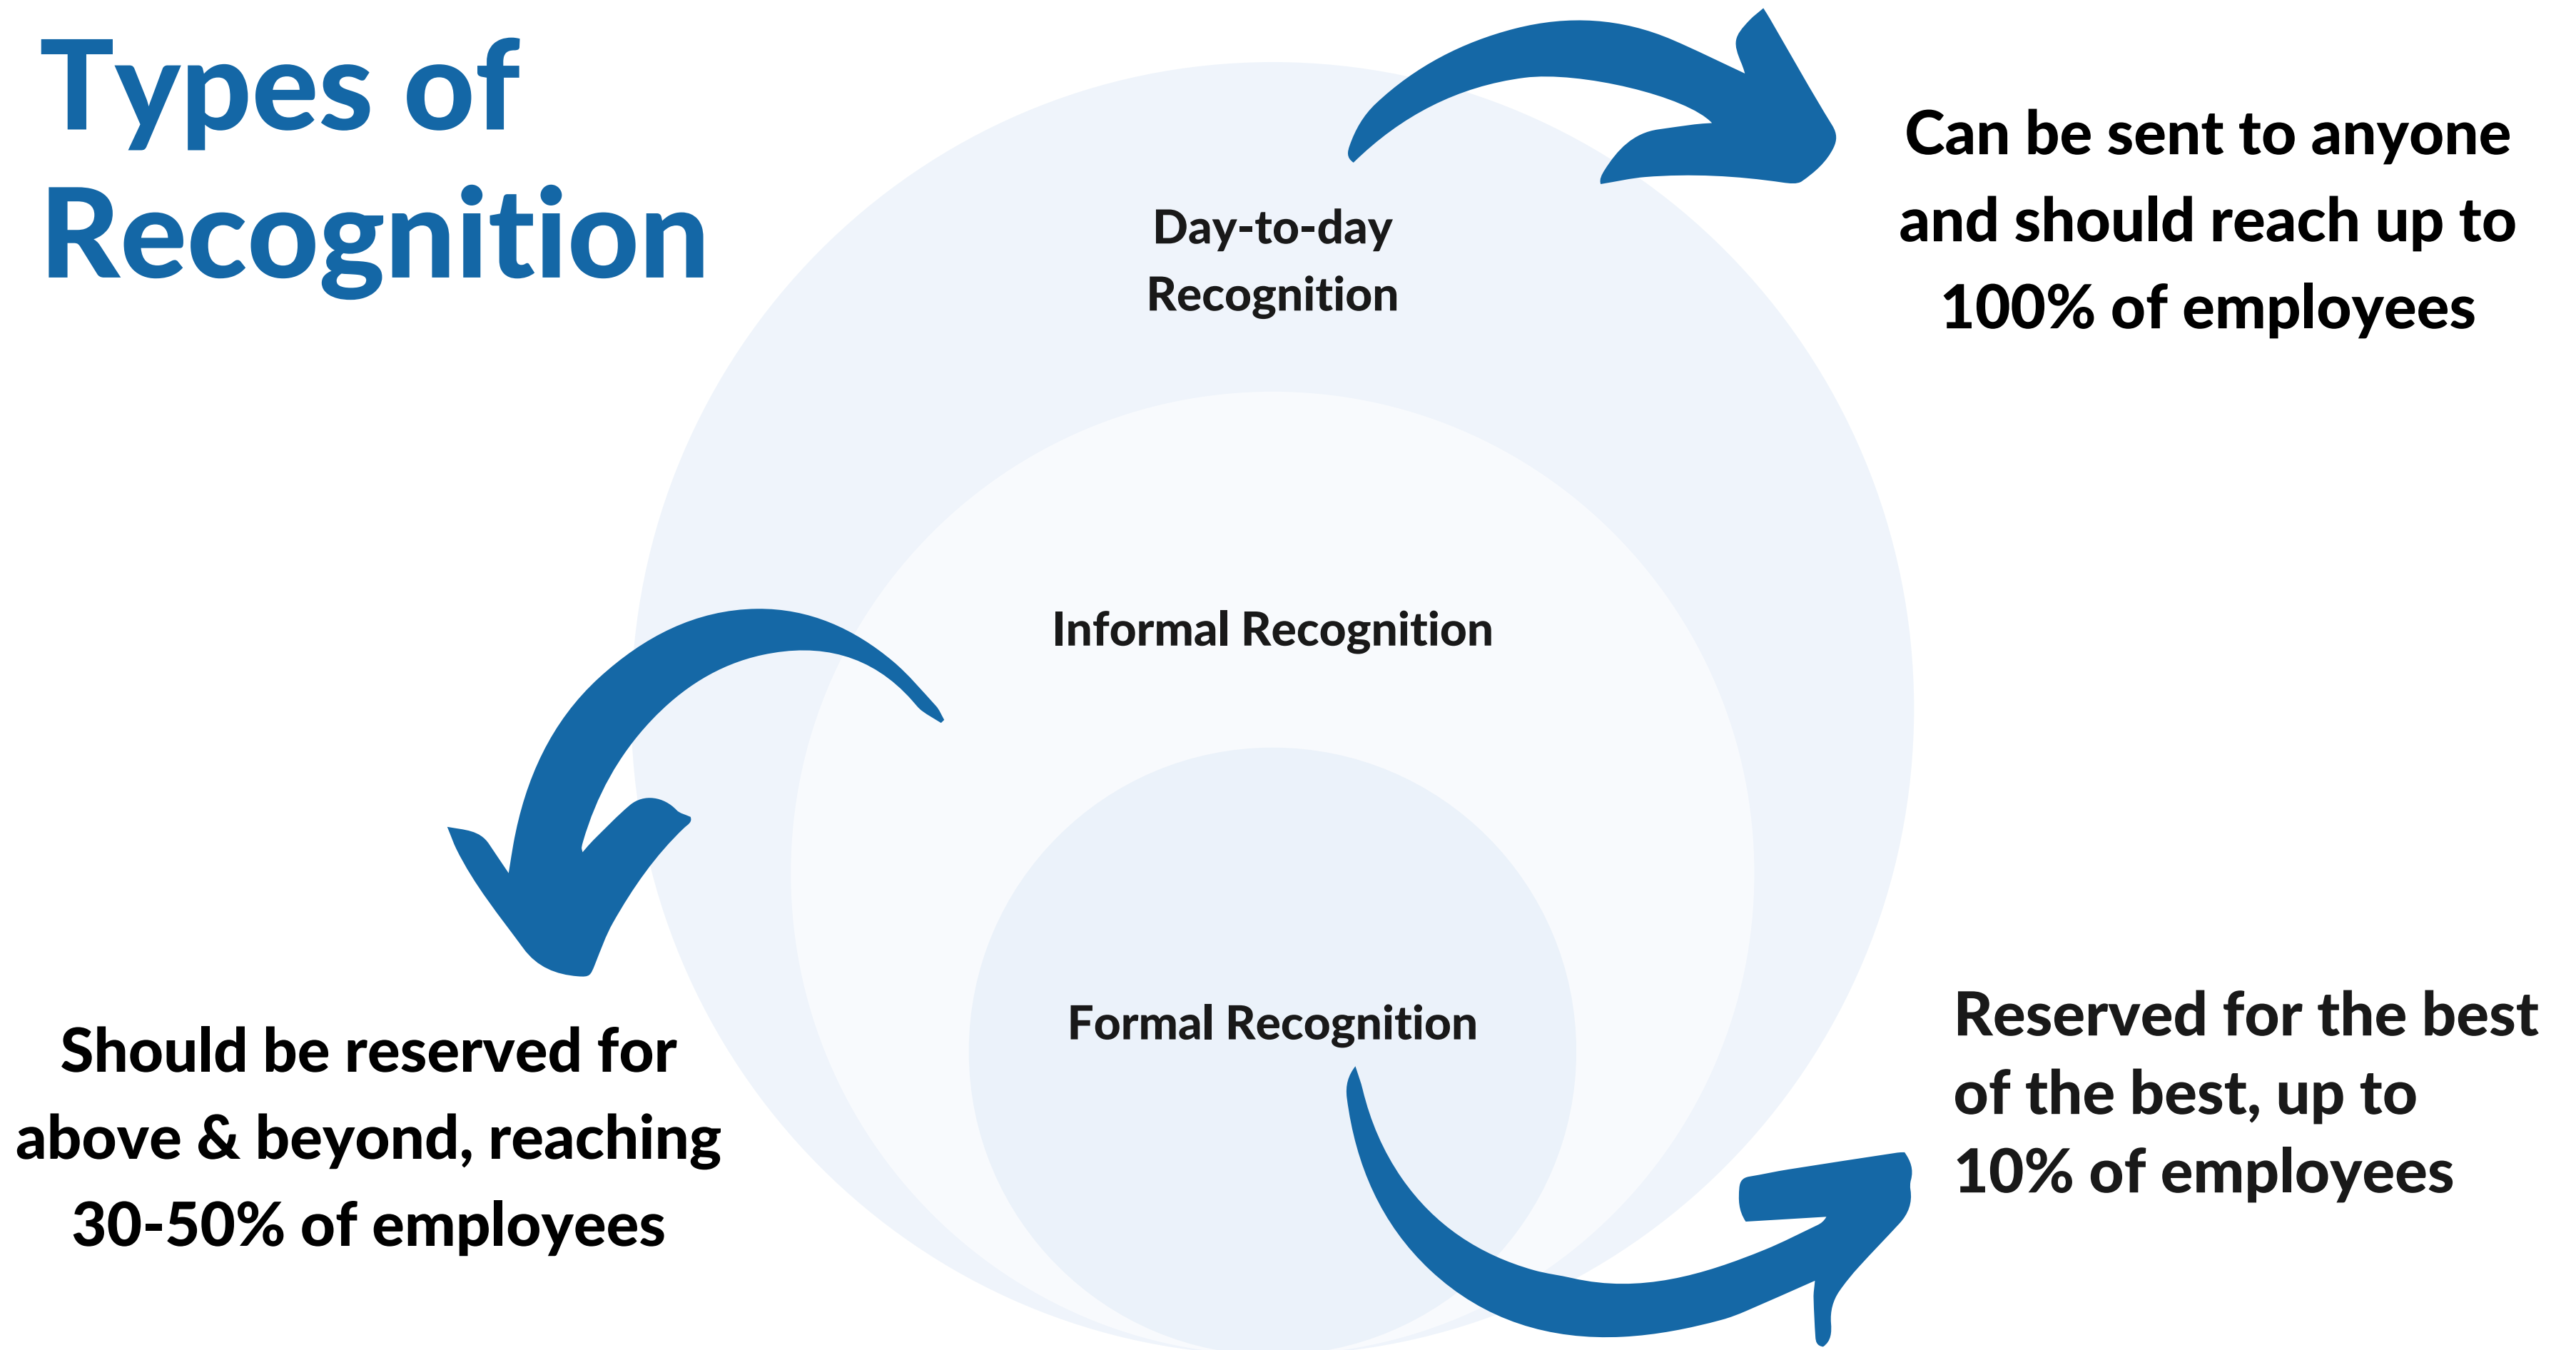 Types of
Recognition
Can be sent to anyone
and should reach up to
100% of employees
Day-to-day
Recognition
Informal Recognition
Formal Recognition
Should be reserved for
above & beyond, reaching
30-50% of employees
Reserved for the best
of the best, up to
10% of employees